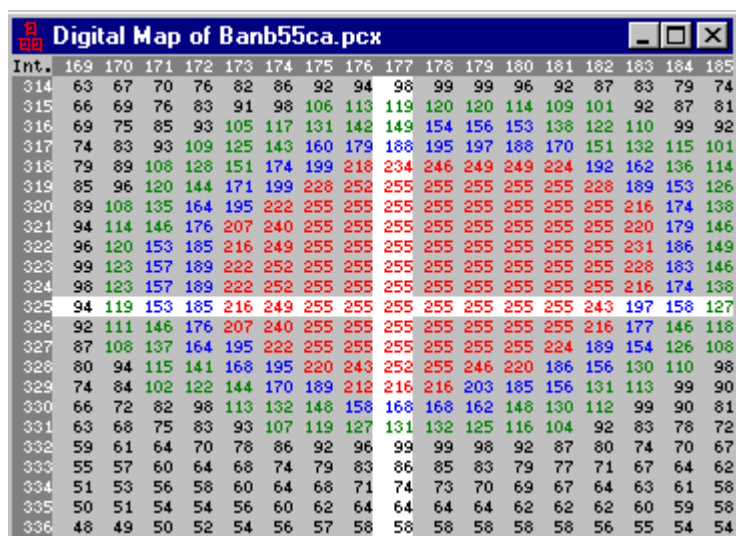 Digital Map of Banb55ca.pcx
Int. 169 170 171 172 173 174 175 176 177 178 179 180 181 182 183 184 185
314 63 67 70 76 82 86 92 94 98 99 99 96 92 87 83 79 74
315 66 69 76 83 91 98 106 113 119 120 120 114 109 101 92 87 81
316 69 75 85 93 105 117 131 142 149 154 156 153 138 122 110 99 92
317 74 83 93 109 125 143 160 179 188 195 197 188 170 151 132 115 101
318 79 89 108 128 151 174 199 218 234 246 249 249 224 192 162 136 114
319 85 96 120 144 171 199 228 252 255 255 255 255 255 228 189 153 126
320 89 108 135 164 195 222 255 255 255 255 255 255 255 255 216 174 138
321 94 114 146 176 207 240 255 255 255 255 255 255 255 255 220 179 146
322 96 120 153 185 216 249 255 255 255 255 255 255 255 255 231 186 149
323 99 123 157 189 222 252 255 255 255 255 255 255 255 255 228 183 146
324 98 123 157 189 222 252 255 255 255 255 255 255 255 255 216 174 138
325 94 119 153 185 216 249 255 255 255 255 255 255 255 243 197 158 127
326 92 111 146 176 207 240 255 255 255 255 255 255 255 216 177 146 118
327 87 108 137 164 195 222 255 255 255 255 255 255 224 189 154 126 108
328 80 94 115 141 168 195 220 243 252 255 246 220 186 156 130 110 98
329 74 84 102 122 144 170 189 212 216 216 203 185 156 131 113 99 90
330 66 72 82 98 113 132 148 158 168 168 162 148 130 112 99 90 81
331 63 68 75 83 93 107 119 127 131 132 125 116 104 92 83 78 72
332 59 61 64 70 78 86 92 96 99 99 98 92 87 80 74 70 67
333 55 57 60 64 68 74 79 83 86 85 83 79 77 71 67 64 62
334 51 53 56 58 60 64 68 71 74 73 70 69 67 64 63 61 58
335 50 51 54 54 56 60 62 64 64 64 64 62 62 62 60 59 58
336 48 49 50 52 54 56 57 58 58 58 58 58 58 56 55 54 54